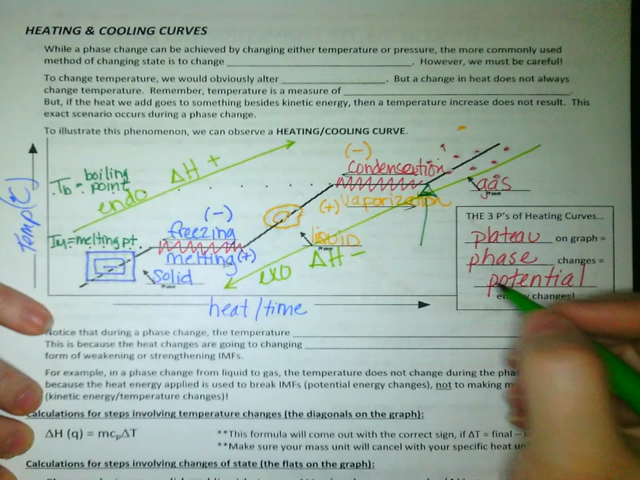 HEATING & COOLING CURVES
While a phase change can be achieved by changing either temperature or pressure, the more commonly used
method of changing state is to change ______. However, we must be careful!
To change temperature, we would obviously alter ______. But a change in heat does not always
change temperature. Remember, temperature is a measure of ______.
But, if the heat we add goes to something besides kinetic energy, then a temperature increase does not result. This
exact scenario occurs during a phase change.
To illustrate this phenomenon, we can observe a HEATING/COOLING CURVE.
Temp(°C)
Tb = boiling
point
endo
ΔH +
(-)
condensation
(+) vaporization
gas
(-)
freezing
melting(+)
TM = melting pt.
solid
liquid
exo
ΔH -
heat/time
THE 3 P's of Heating Curves...
plateau on graph =
phase changes =
potential
changes!
Notice that during a phase change, the temperature ______
This is because the heat changes are going to changing ______
form of weakening or strengthening IMFs.
For example, in a phase change from liquid to gas, the temperature does not change during the pha
because the heat energy applied is used to break IMFs (potential energy changes), not to making m
(kinetic energy/temperature changes)!
Calculations for steps involving temperature changes (the diagonals on the graph):
ΔH (q) = mcpΔT
**This formula will come out with the correct sign, if ΔT = final –
**Make sure your mass unit will cancel with your specific heat un
Calculations for steps involving changes of state (the flats on the graph):